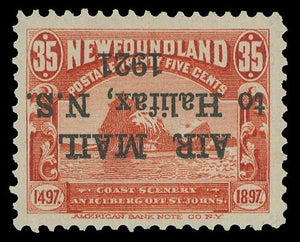 35 NEWFOUNDLAND 35
POSTAGE THIRTY FIVE CENTS
AIR MAIL
to Halifax, N.S.
1921
1497. 1897.
COAST SCENERY
AN ICEBERG OFF ST. JOHNS.
AMERICAN BANK NOTE CO. N.Y.